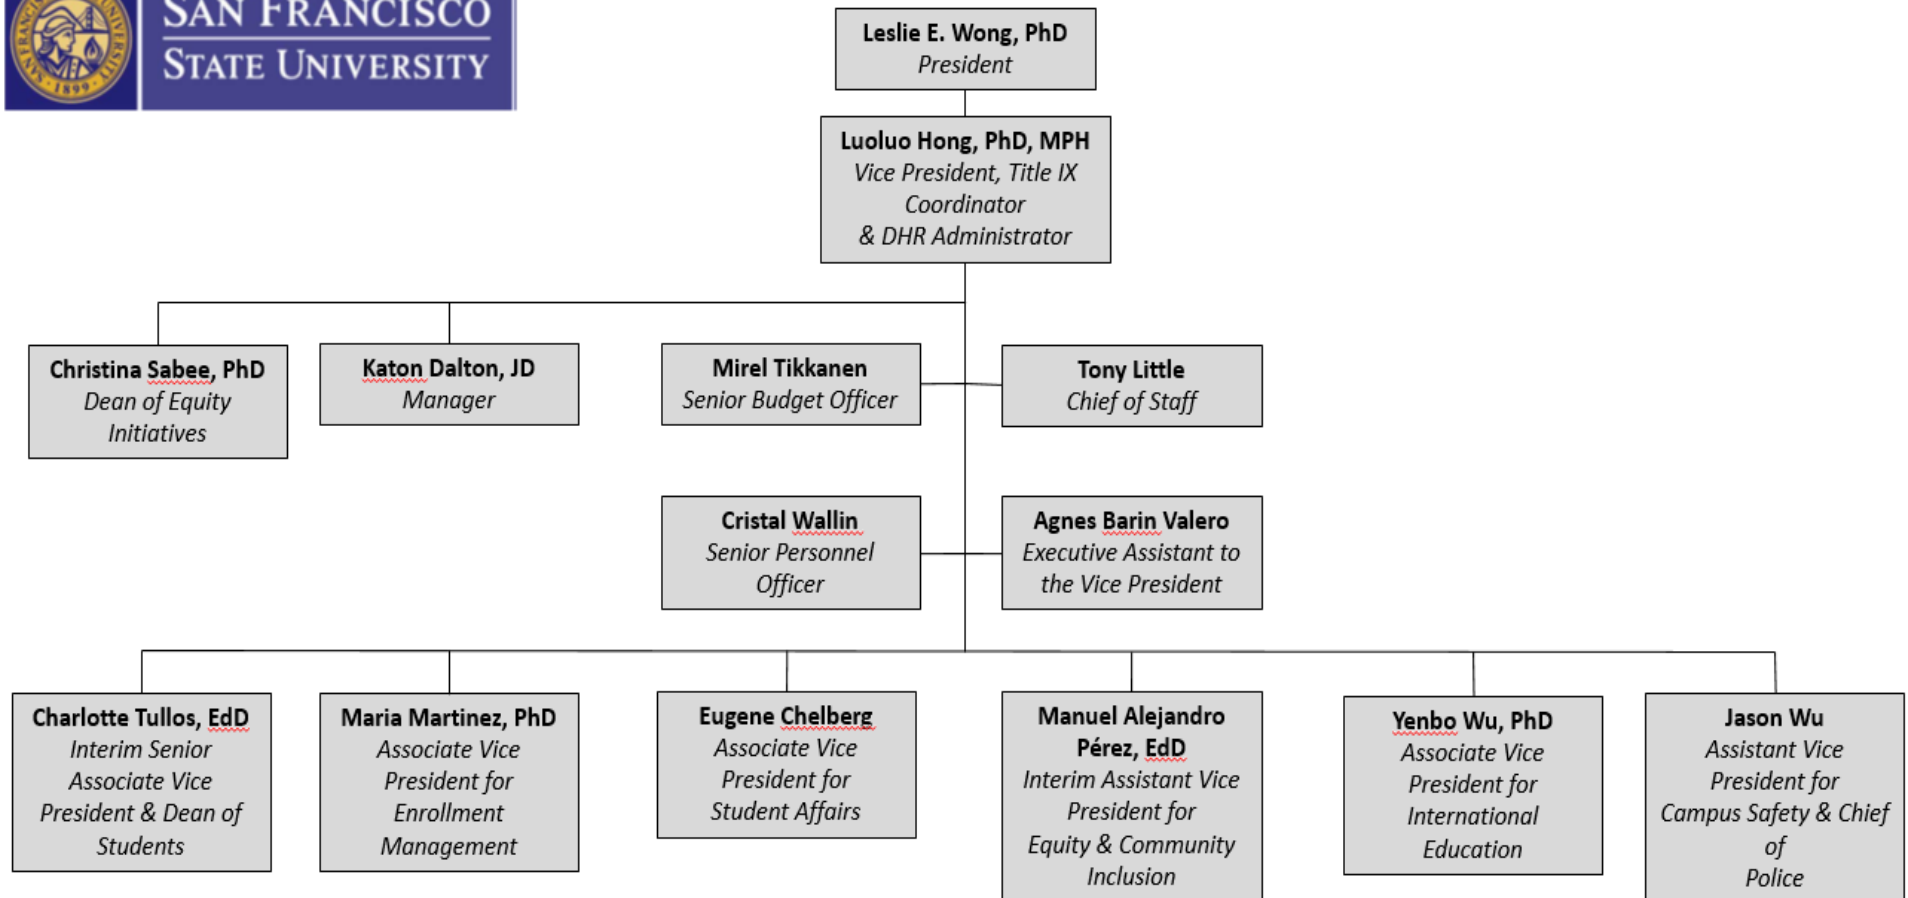 SAN FRANCISCO
STATE UNIVERSITY
· 1899 ·
Leslie E. Wong, PhD
President
Luoluo Hong, PhD, MPH
Vice President, Title IX
Coordinator
& DHR Administrator
Christina Sabee, PhD
Dean of Equity
Initiatives
Katon Dalton, JD
Manager
Mirel Tikkanen
Senior Budget Officer
Tony Little
Chief of Staff
Cristal Wallin
Senior Personnel
Officer
Agnes Barin Valero
Executive Assistant to
the Vice President
Charlotte Tullos, EdD
Interim Senior
Associate Vice
President & Dean of
Students
Maria Martinez, PhD
Associate Vice
President for
Enrollment
Management
Eugene Chelberg
Associate Vice
President for
Student Affairs
Manuel Alejandro
Pérez, EdD
Interim Assistant Vice
President for
Equity & Community
Inclusion
Yenbo Wu, PhD
Associate Vice
President for
International
Education
Jason Wu
Assistant Vice
President for
Campus Safety & Chief
of
Police